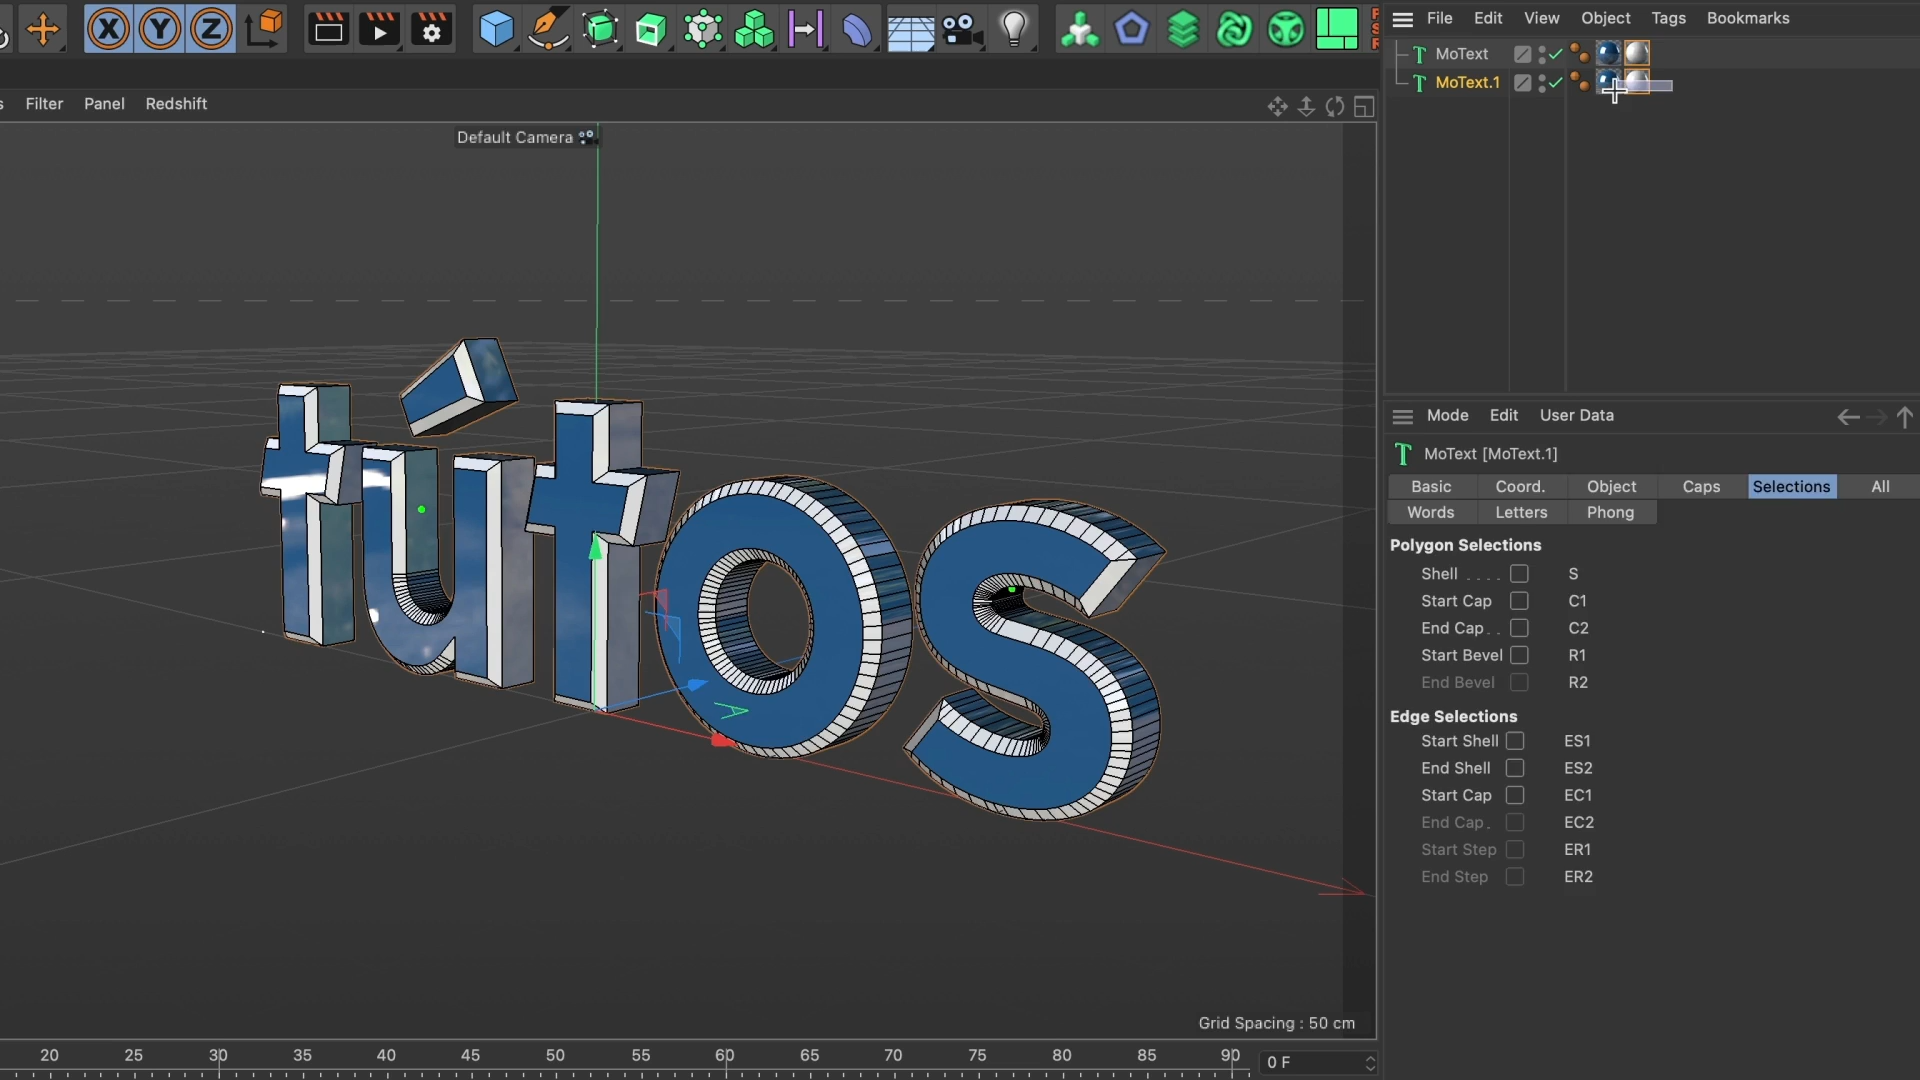 X Y Z
File Edit View Object Tags Bookmarks
MoText
MoText.1
Filter Panel Redshift
Default Camera
tútos
Grid Spacing : 50 cm
20 25 30 35 40 45 50 55 60 65 70 75 80 85 90 0 F
Mode Edit User Data
MoText [MoText.1]
Basic Coord. Object Caps Selections All
Words Letters Phong
Polygon Selections
Shell . . . . S
Start Cap C1
End Cap . . C2
Start Bevel R1
End Bevel R2
Edge Selections
Start Shell ES1
End Shell ES2
Start Cap EC1
End Cap . EC2
Start Step ER1
End Step ER2